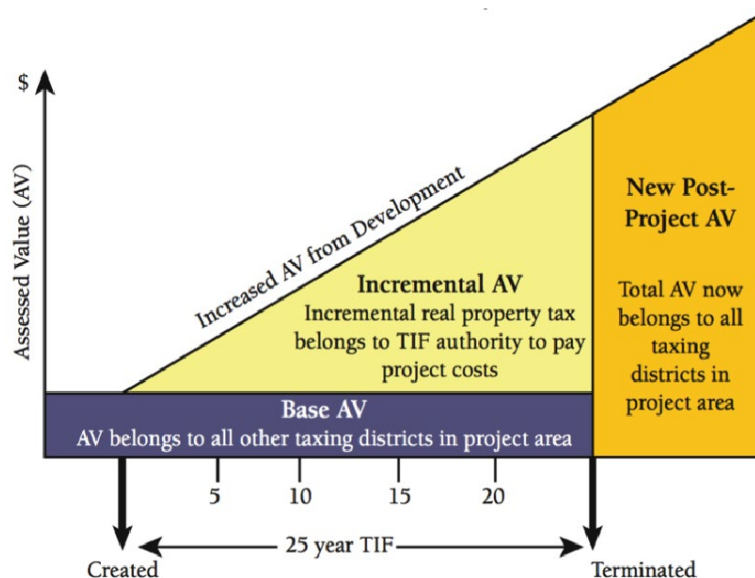 $
Assessed Value (AV)
Increased AV from Development
Incremental AV
Incremental real property tax
belongs to TIF authority to pay
project costs
New Post-
Project AV
Total AV now
belongs to all
taxing
districts in
project area
Base AV
AV belongs to all other taxing districts in project area
5 10 15 20
25 year TIF
Created Terminated